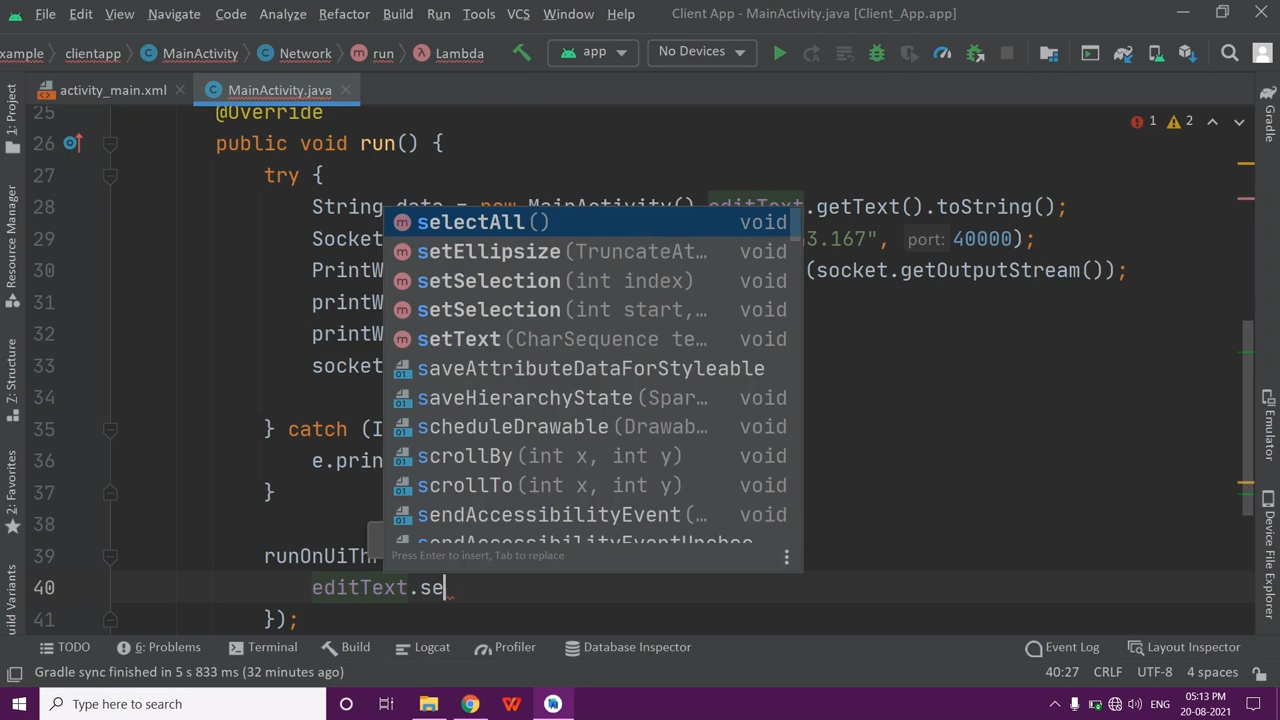 File Edit View Navigate Code Analyze Refactor Build Run Tools VCS Window Help Client App - MainActivity.java [Client_App.app]
example clientapp MainActivity Network run Lambda app No Devices
activity_main.xml MainActivity.java
1: Project
Resource Manager
Z: Structure
2: Favorites
Build Variants
Gradle
Emulator
Device File Explorer
1 2
25 @Override
26 public void run() {
27 try {
28 String data = new MainActivity().editText.getText().toString();
29 Socket 3.167", port: 40000);
30 PrintW (socket.getOutputStream());
31 printW
32 printW
33 socket
34
35 } catch (I
36 e.prin
37 }
38
39 runOnUiTh
40 editText.se
41 });
selectAll() void
setEllipsize(TruncateAt… void
setSelection(int index) void
setSelection(int start,… void
setText(CharSequence te… void
saveAttributeDataForStyleable
saveHierarchyState(Spar… void
scheduleDrawable(Drawab… void
scrollBy(int x, int y) void
scrollTo(int x, int y) void
sendAccessibilityEvent(… void
Press Enter to insert, Tab to replace
TODO 6: Problems Terminal Build Logcat Profiler Database Inspector Event Log Layout Inspector
Gradle sync finished in 5 s 833 ms (32 minutes ago) 40:27 CRLF UTF-8 4 spaces
Type here to search
05:13 PM
20-08-2021